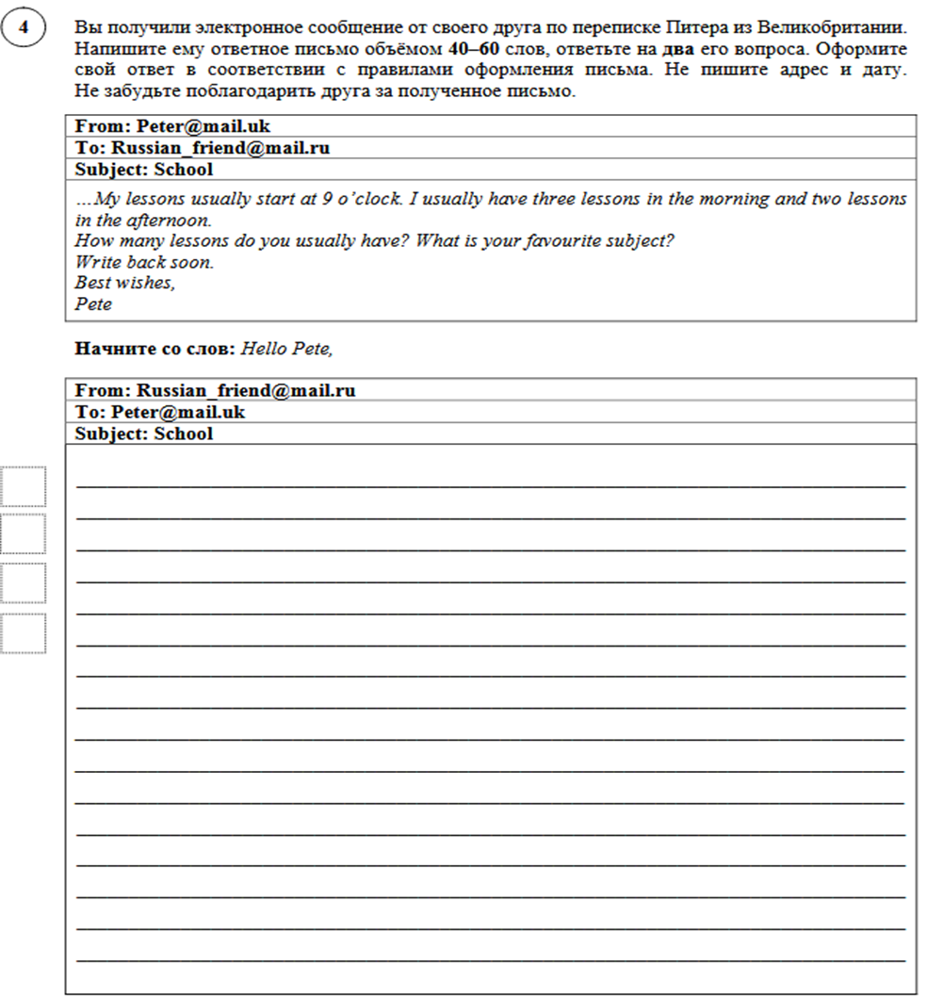 4
Вы получили электронное сообщение от своего друга по переписке Питера из Великобритании.
Напишите ему ответное письмо объёмом 40–60 слов, ответьте на два его вопроса. Оформите
свой ответ в соответствии с правилами оформления письма. Не пишите адрес и дату.
Не забудьте поблагодарить друга за полученное письмо.
From: Peter@mail.uk
To: Russian_friend@mail.ru
Subject: School
…My lessons usually start at 9 o’clock. I usually have three lessons in the morning and two lessons
in the afternoon.
How many lessons do you usually have? What is your favourite subject?
Write back soon.
Best wishes,
Pete
Начните со слов: Hello Pete,
From: Russian_friend@mail.ru
To: Peter@mail.uk
Subject: School